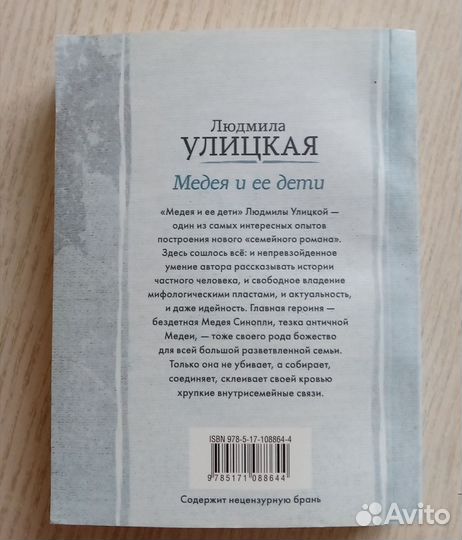 Людмила
УЛИЦКАЯ
Медея и ее дети
«Медея и ее дети» Людмилы Улицкой —
один из самых интересных опытов
построения нового «семейного романа».
Здесь сошлось всё: и непревзойденное
умение автора рассказывать истории
частного человека, и свободное владение
мифологическими пластами, и актуальность,
и даже идейность. Главная героиня —
бездетная Медея Синопли, тезка античной
Медеи, — тоже своего рода божество
для всей большой разветвленной семьи.
Только она не убивает, а собирает,
соединяет, склеивает своей кровью
хрупкие внутрисемейные связи.
ISBN 978-5-17-108864-4
9 785171 088644
Содержит нецензурную брань
Avito